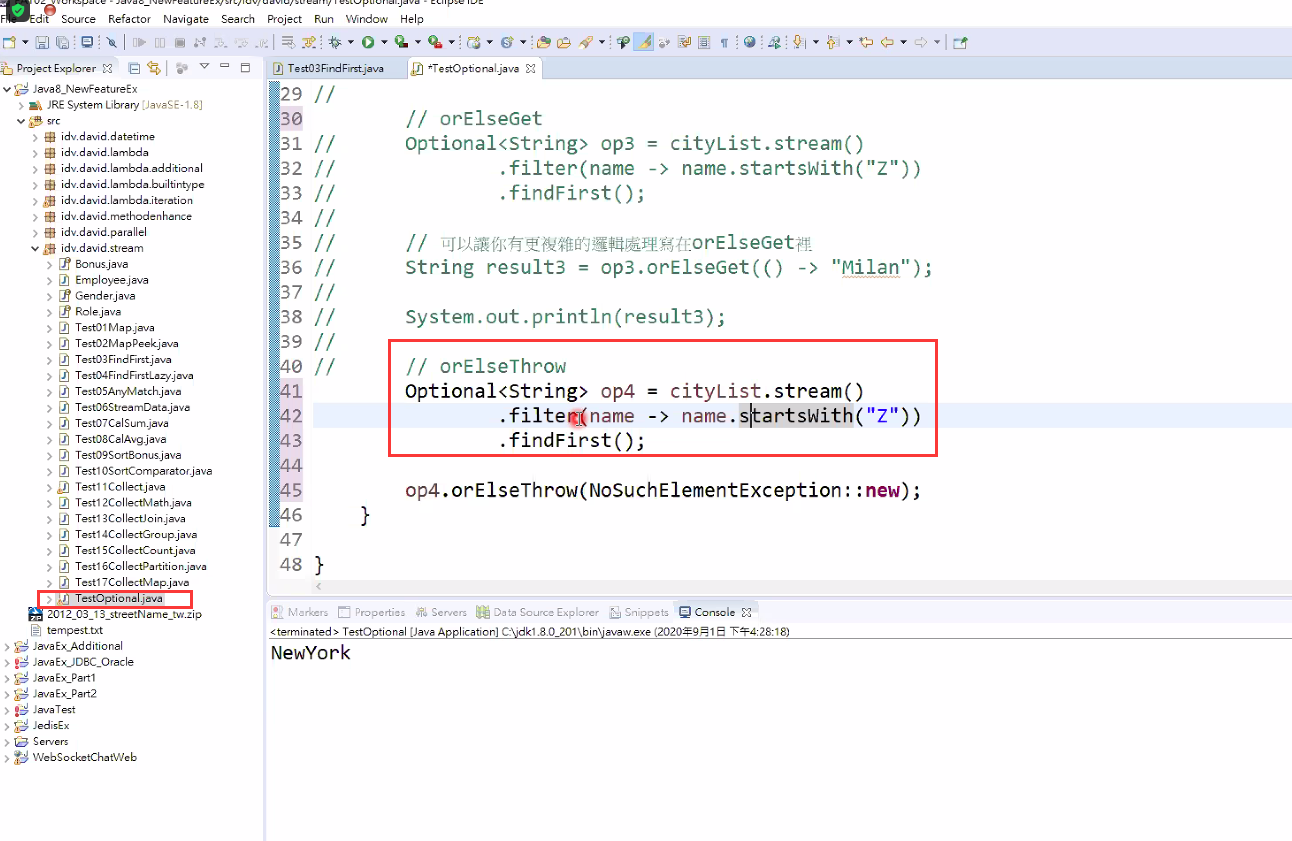 Workspace - Java8_NewFeatureEx/src/idv/david/stream/TestOptional.java - Eclipse IDE
File Edit Source Refactor Navigate Search Project Run Window Help
Project Explorer
Test03FindFirst.java
*TestOptional.java
Java8_NewFeatureEx
JRE System Library [JavaSE-1.8]
src
idv.david.datetime
idv.david.lambda
idv.david.lambda.additional
idv.david.lambda.builtintype
idv.david.lambda.iteration
idv.david.methodenhance
idv.david.parallel
idv.david.stream
Bonus.java
Employee.java
Gender.java
Role.java
Test01Map.java
Test02MapPeek.java
Test03FindFirst.java
Test04FindFirstLazy.java
Test05AnyMatch.java
Test06StreamData.java
Test07CalSum.java
Test08CalAvg.java
Test09SortBonus.java
Test10SortComparator.java
Test11Collect.java
Test12CollectMath.java
Test13CollectJoin.java
Test14CollectGroup.java
Test15CollectCount.java
Test16CollectPartition.java
Test17CollectMap.java
TestOptional.java
2012_03_13_streetName_tw.zip
tempest.txt
JavaEx_Additional
JavaEx_JDBC_Oracle
JavaEx_Part1
JavaEx_Part2
JavaTest
JedisEx
Servers
WebSocketChatWeb
29 //
30 // orElseGet
31 // Optional<String> op3 = cityList.stream()
32 // .filter(name -> name.startsWith("Z"))
33 // .findFirst();
34 //
35 // // 可以讓你有更複雜的邏輯處理寫在orElseGet裡
36 // String result3 = op3.orElseGet(() -> "Milan");
37 //
38 // System.out.println(result3);
39 //
40 // // orElseThrow
41 Optional<String> op4 = cityList.stream()
42 .filter(name -> name.startsWith("Z"))
43 .findFirst();
44
45 op4.orElseThrow(NoSuchElementException::new);
46 }
47
48 }
Markers Properties Servers Data Source Explorer Snippets Console
<terminated> TestOptional [Java Application] C:\jdk1.8.0_201\bin\javaw.exe (2020年9月1日 下午4:28:18)
NewYork